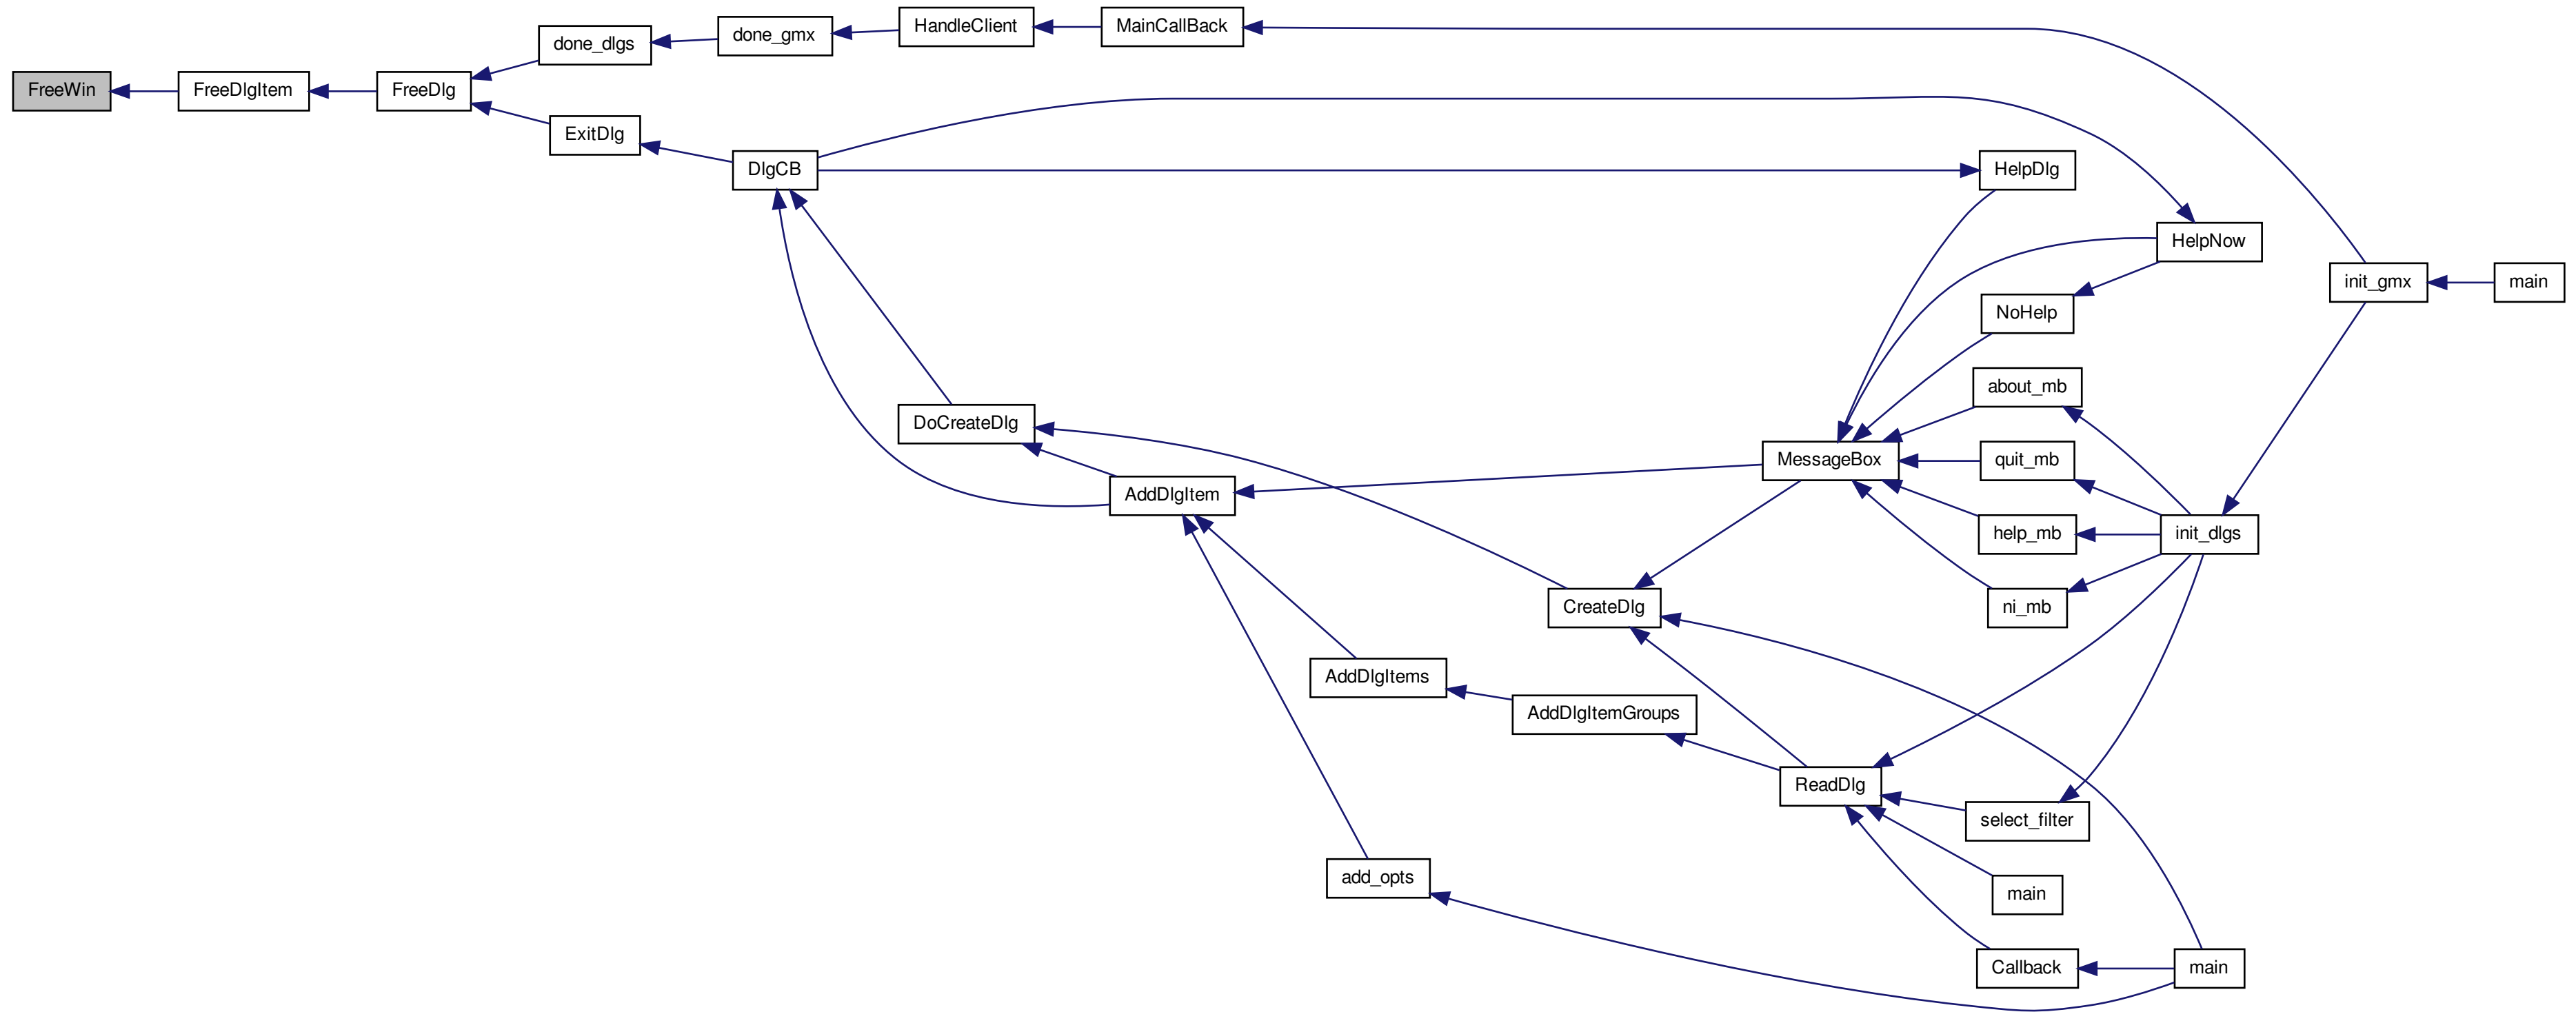 HandleClient
MainCallBack
done_gmx
done_dlgs
FreeWin
FreeDlgItem
FreeDlg
ExitDlg
DlgCB
HelpDlg
HelpNow
init_gmx
main
NoHelp
about_mb
DoCreateDlg
MessageBox
quit_mb
AddDlgItem
help_mb
init_dlgs
CreateDlg
ni_mb
AddDlgItems
AddDlgItemGroups
ReadDlg
select_filter
add_opts
main
Callback
main